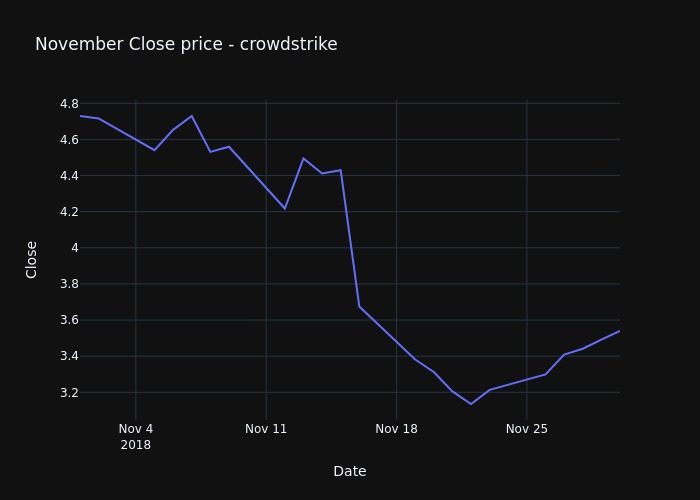 November Close price - crowdstrike
4.8
4.6
4.4
4.2
4
3.8
3.6
3.4
3.2
Close
Nov 4
2018
Nov 11
Nov 18
Nov 25
Date